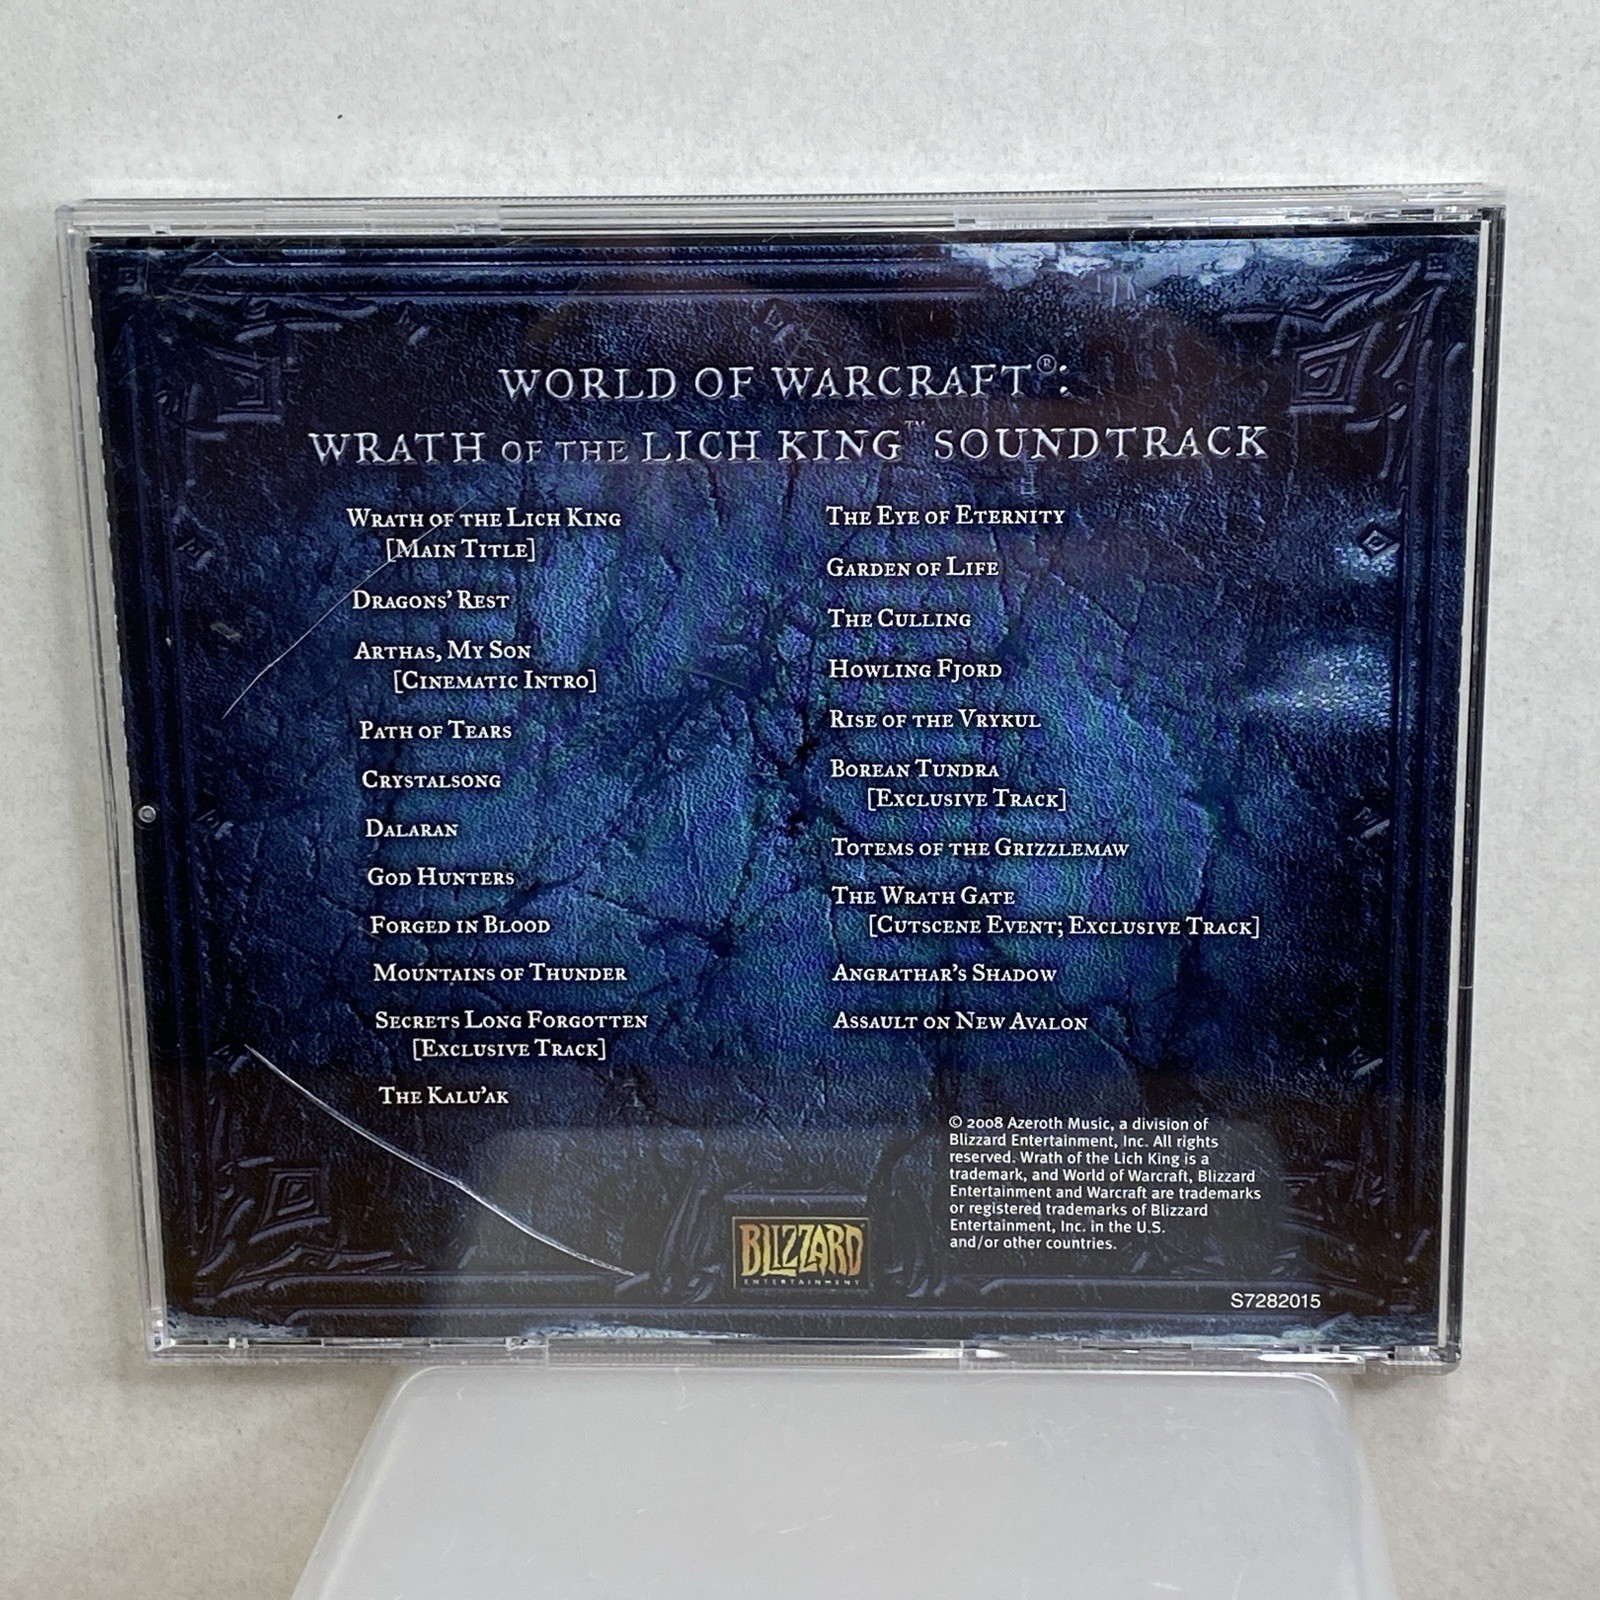 WORLD OF WARCRAFT®:
WRATH OF THE LICH KING™ SOUNDTRACK
WRATH OF THE LICH KING
[MAIN TITLE]
DRAGONS' REST
ARTHAS, MY SON
[CINEMATIC INTRO]
PATH OF TEARS
CRYSTALSONG
DALARAN
GOD HUNTERS
FORGED IN BLOOD
MOUNTAINS OF THUNDER
SECRETS LONG FORGOTTEN
[EXCLUSIVE TRACK]
THE KALU'AK
THE EYE OF ETERNITY
GARDEN OF LIFE
THE CULLING
HOWLING FJORD
RISE OF THE VRYKUL
BOREAN TUNDRA
[EXCLUSIVE TRACK]
TOTEMS OF THE GRIZZLEMAW
THE WRATH GATE
[CUTSCENE EVENT; EXCLUSIVE TRACK]
ANGRATHAR'S SHADOW
ASSAULT ON NEW AVALON
© 2008 Azeroth Music, a division of
Blizzard Entertainment, Inc. All rights
reserved. Wrath of the Lich King is a
trademark, and World of Warcraft, Blizzard
Entertainment and Warcraft are trademarks
or registered trademarks of Blizzard
Entertainment, Inc. in the U.S.
and/or other countries.
BLIZZARD
ENTERTAINMENT
S7282015